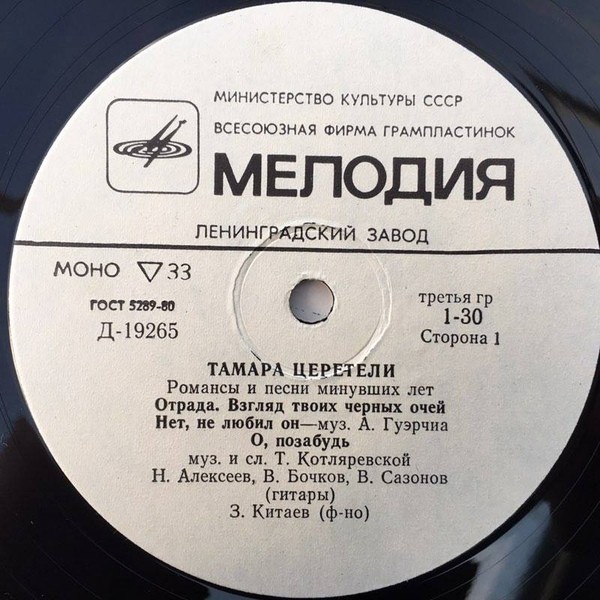 МИНИСТЕРСТВО КУЛЬТУРЫ СССР
ВСЕСОЮЗНАЯ ФИРМА ГРАМПЛАСТИНОК
МЕЛОДИЯ
ЛЕНИНГРАДСКИЙ ЗАВОД
МОНО ▽ 33
ГОСТ 5289-80
Д-19265
третья гр
1-30
Сторона 1
ТАМАРА ЦЕРЕТЕЛИ
Романсы и песни минувших лет
Отрада. Взгляд твоих черных очей
Нет, не любил он—муз. А. Гуэрчиа
О, позабудь
муз. и сл. Т. Котляревской
Н. Алексеев, В. Бочков, В. Сазонов
(гитары)
З. Китаев (ф-но)